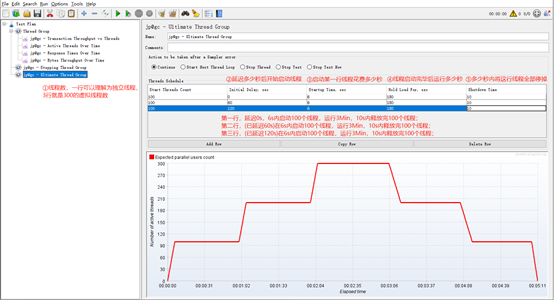 File Edit Search Run Options Tools Help
00:00:00 0 0/0
Test Plan
Thread Group
jp@gc - Transactions Throughput vs Threads
jp@gc - Active Threads Over Time
jp@gc - Response Times Over Time
jp@gc - Bytes Throughput Over Time
jp@gc - Stepping Thread Group
jp@gc - Ultimate Thread Group
①线程数，一行可以理解为独立线程，
3行就是300的虚拟线程数
jp@gc - Ultimate Thread Group
Name: jp@gc - Ultimate Thread Group
Comments:
Action to be taken after a Sampler error
Continue Start Next Thread Loop Stop Thread Stop Test Stop Test Now
②延迟多少秒后启动线程 ③启动某一行线程花费多少秒 ④线程启动完毕后运行多少秒 ⑤多少秒内将这行线程全部停掉
Threads Schedule
Start Threads Count Initial Delay, sec Startup Time, sec Hold Load For, sec Shutdown Time
100 0 6 180 10
100 60 6 180 10
100 120 6 180 10
第一行，延迟0s，6s内启动100个线程，运行3Min，10s内释放完100个线程；
第二行，(已延迟60s)在6s内启动100个线程，运行3Min，10s内释放完100个线程；
第三行，(已延迟120s)在6s内启动100个线程，运行3Min，10s内释放完100个线程；
Add Row Copy Row Delete Row
Expected parallel users count
Number of active threads
300
270
240
210
180
150
120
90
60
30
0
00:00:00 00:00:31 00:01:02 00:01:33 00:02:04 00:02:35 00:03:06 00:03:37 00:04:08 00:04:39 00:05:11
Elapsed time